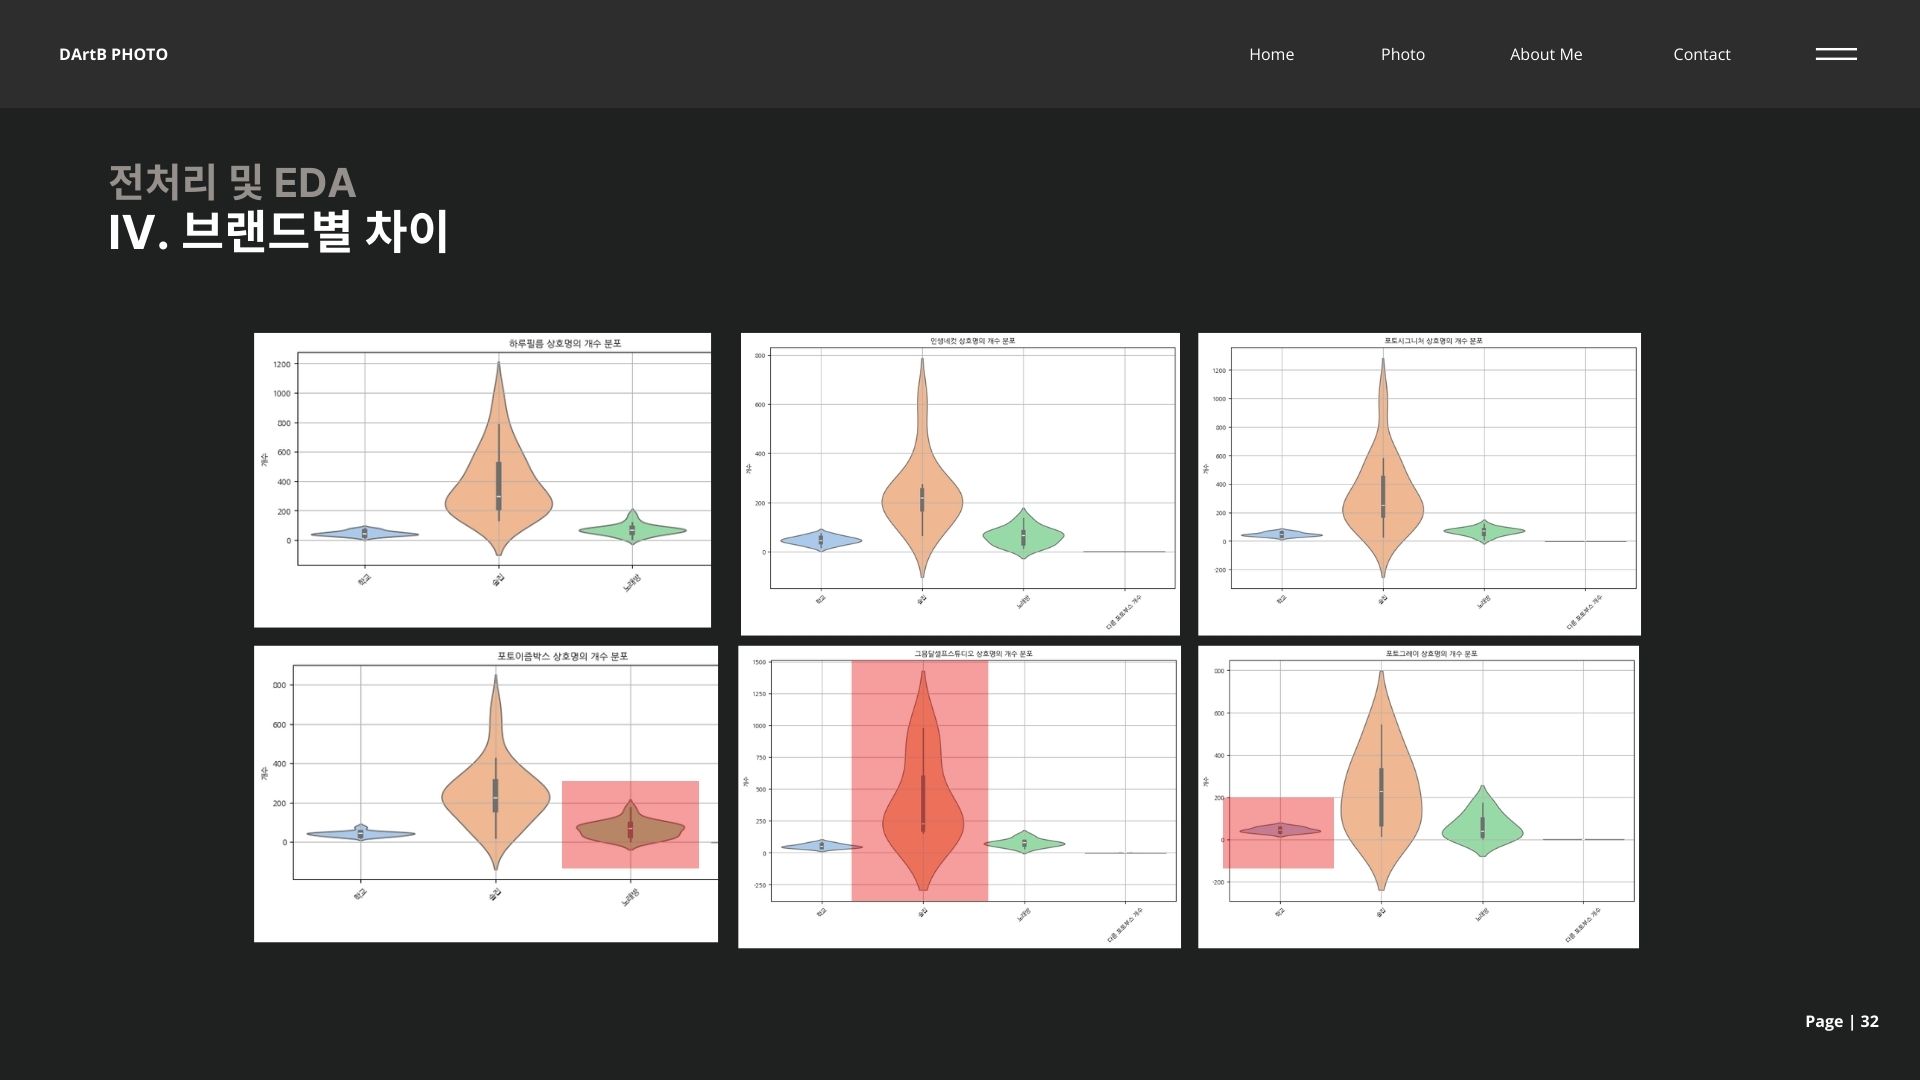 DArtB PHOTO
Home
Photo
About Me
Contact
전처리 및 EDA
IV. 브랜드별 차이
하루필름 상호명의 개수 분포
1200
1000
800
600
400
200
0
개수
학교
술집
노래방
인생네컷 상호명의 개수 분포
800
600
400
200
0
개수
학교
술집
노래방
다른 포토부스 개수
포토시그니처 상호명의 개수 분포
1200
1000
800
600
400
200
0
-200
개수
학교
술집
노래방
다른 포토부스 개수
포토이즘박스 상호명의 개수 분포
800
600
400
200
0
개수
학교
술집
노래방
그믐달셀프스튜디오 상호명의 개수 분포
1500
1250
1000
750
500
250
0
-250
개수
학교
술집
노래방
다른 포토부스 개수
포토그레이 상호명의 개수 분포
800
600
400
200
0
-200
개수
학교
술집
노래방
다른 포토부스 개수
Page | 32